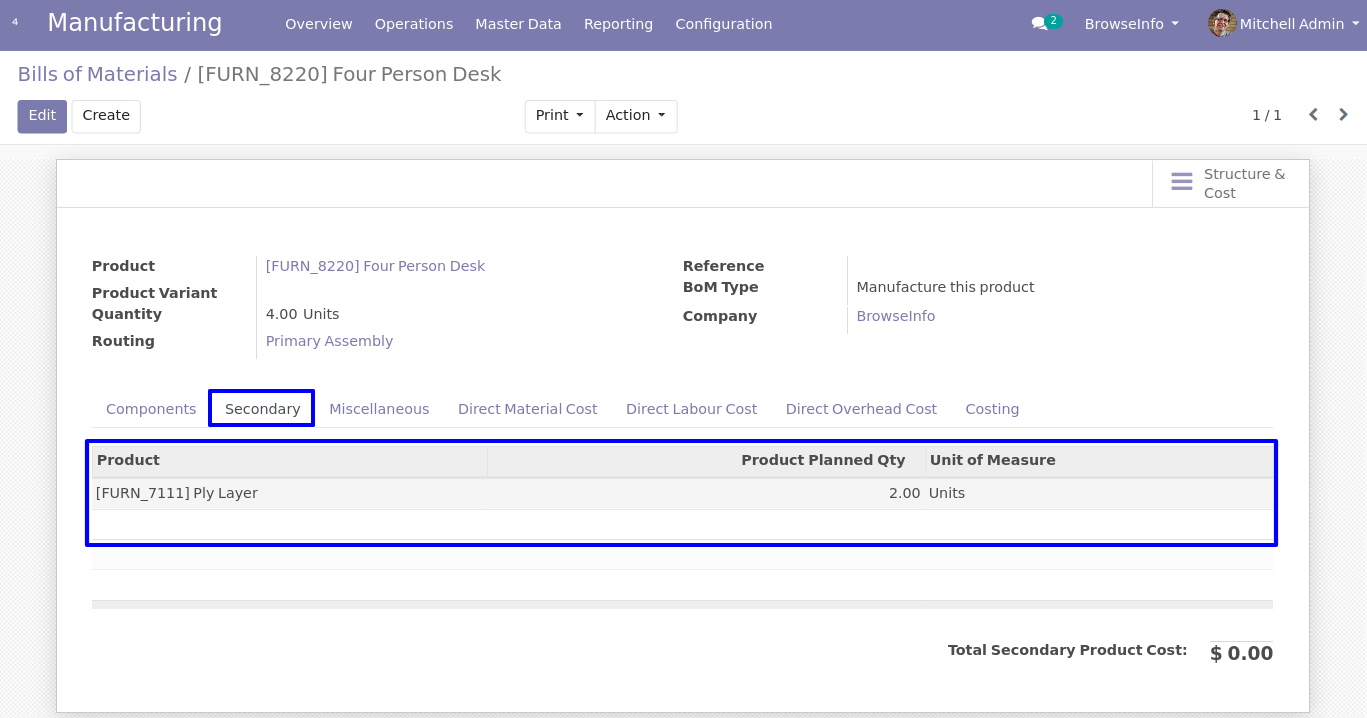 Manufacturing Overview Operations Master Data Reporting Configuration 2 BrowseInfo Mitchell Admin
Bills of Materials / [FURN_8220] Four Person Desk
Edit Create Print Action 1 / 1
Structure &
Cost
Product [FURN_8220] Four Person Desk
Product Variant
Quantity 4.00 Units
Routing Primary Assembly
Reference
BoM Type Manufacture this product
Company BrowseInfo
Components Secondary Miscellaneous Direct Material Cost Direct Labour Cost Direct Overhead Cost Costing
Product Product Planned Qty Unit of Measure
[FURN_7111] Ply Layer 2.00 Units
Total Secondary Product Cost: $ 0.00